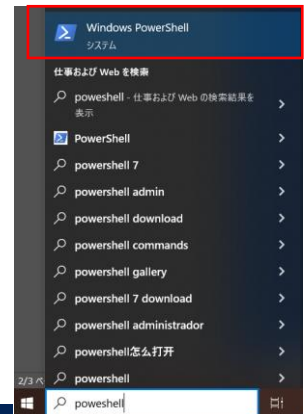 Windows PowerShell
システム
仕事および Web を検索
poweshell - 仕事および Web の検索結果を
表示
PowerShell
powershell 7
powershell admin
powershell download
powershell commands
powershell gallery
powershell 7 download
powershell administrador
powershell怎么打开
powershell
2/3 ペ
poweshell